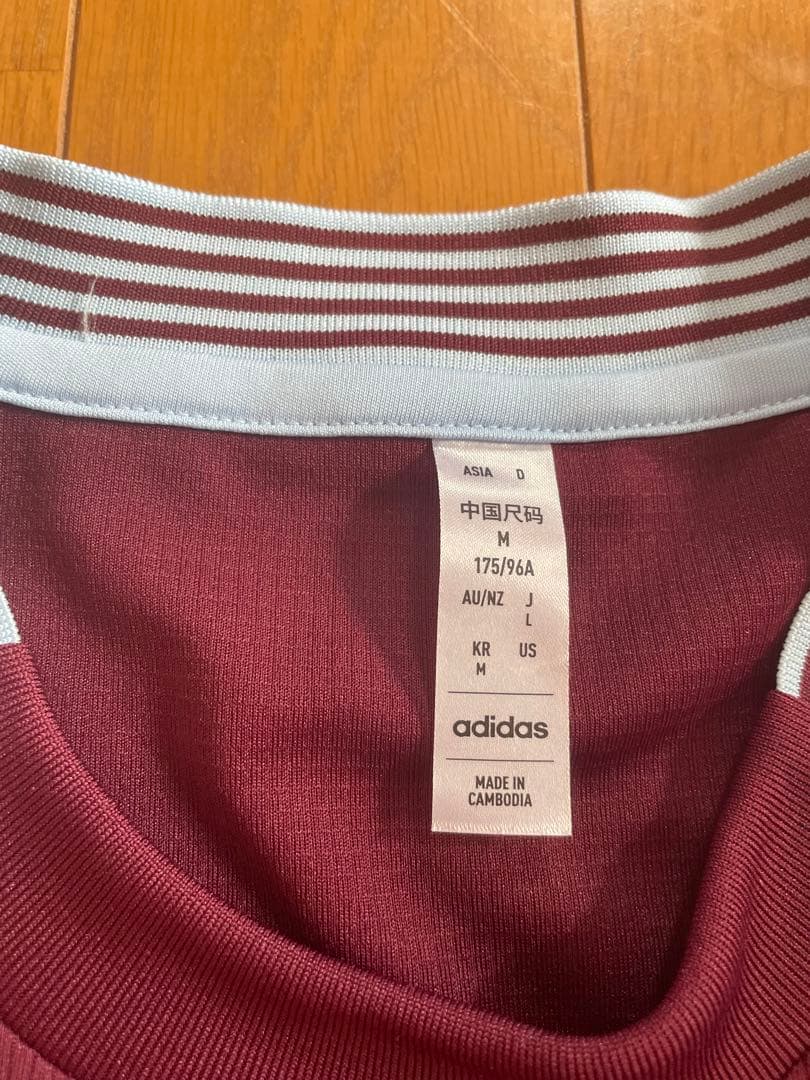 ASIA D
中国尺码
M
175/96A
AU/NZ J
L
KR US
M
adidas
MADE IN
CAMBODIA